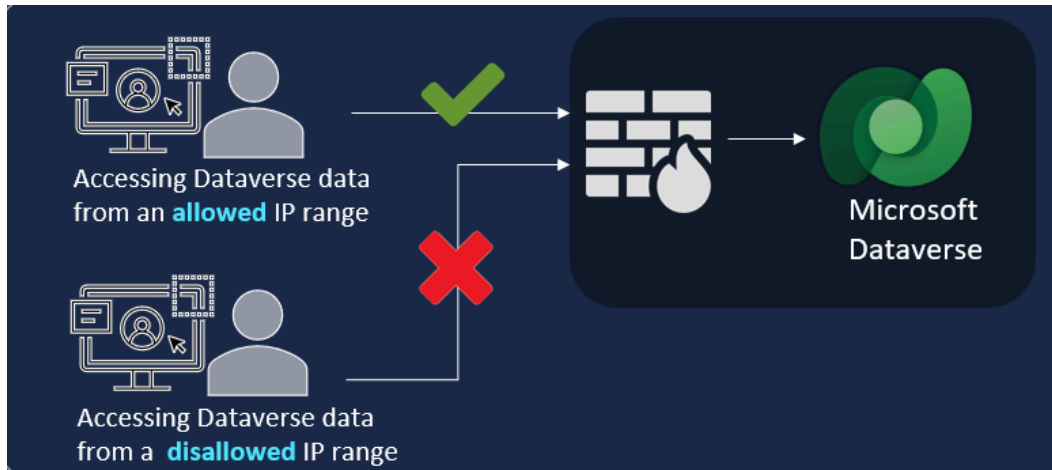 Accessing Dataverse data
from an allowed IP range
Microsoft
Dataverse
Accessing Dataverse data
from a disallowed IP range